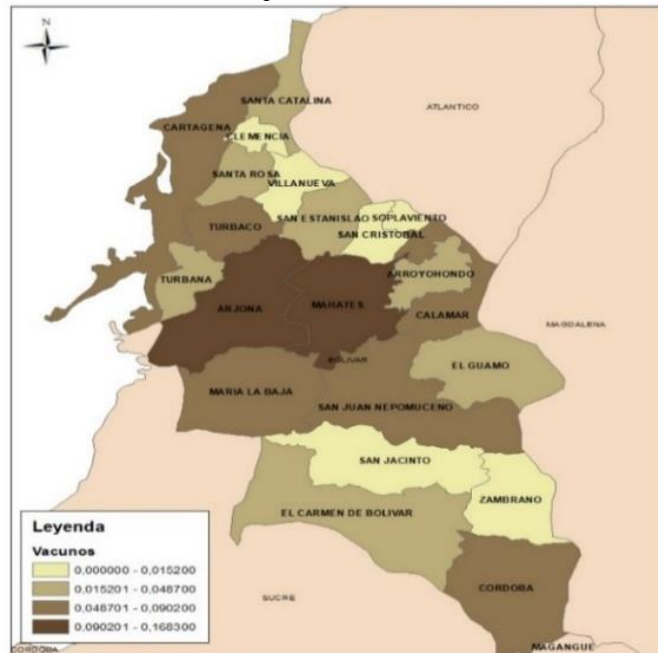 N
SANTA CATALINA
ATLANTICO
CARTAGENA
CLEMENCIA
SANTA ROSA
VILLANUEVA
SAN ESTANISLAO
SOPLAVIENTO
SAN CRISTOBAL
TURBACO
TURBANA
ARROYOHONDO
ARJONA
MAHATES
CALAMAR
MAGDALENA
BOLIVAR
EL GUAMO
MARIA LA BAJA
SAN JUAN NEPOMUCENO
SAN JACINTO
ZAMBRANO
EL CARMEN DE BOLIVAR
Leyenda
Vacunos
0,000000 - 0,015200
0,015201 - 0,048700
0,048701 - 0,090200
0,090201 - 0,168300
CORDOBA
SUCRE
CORDOBA
MAGANGUE